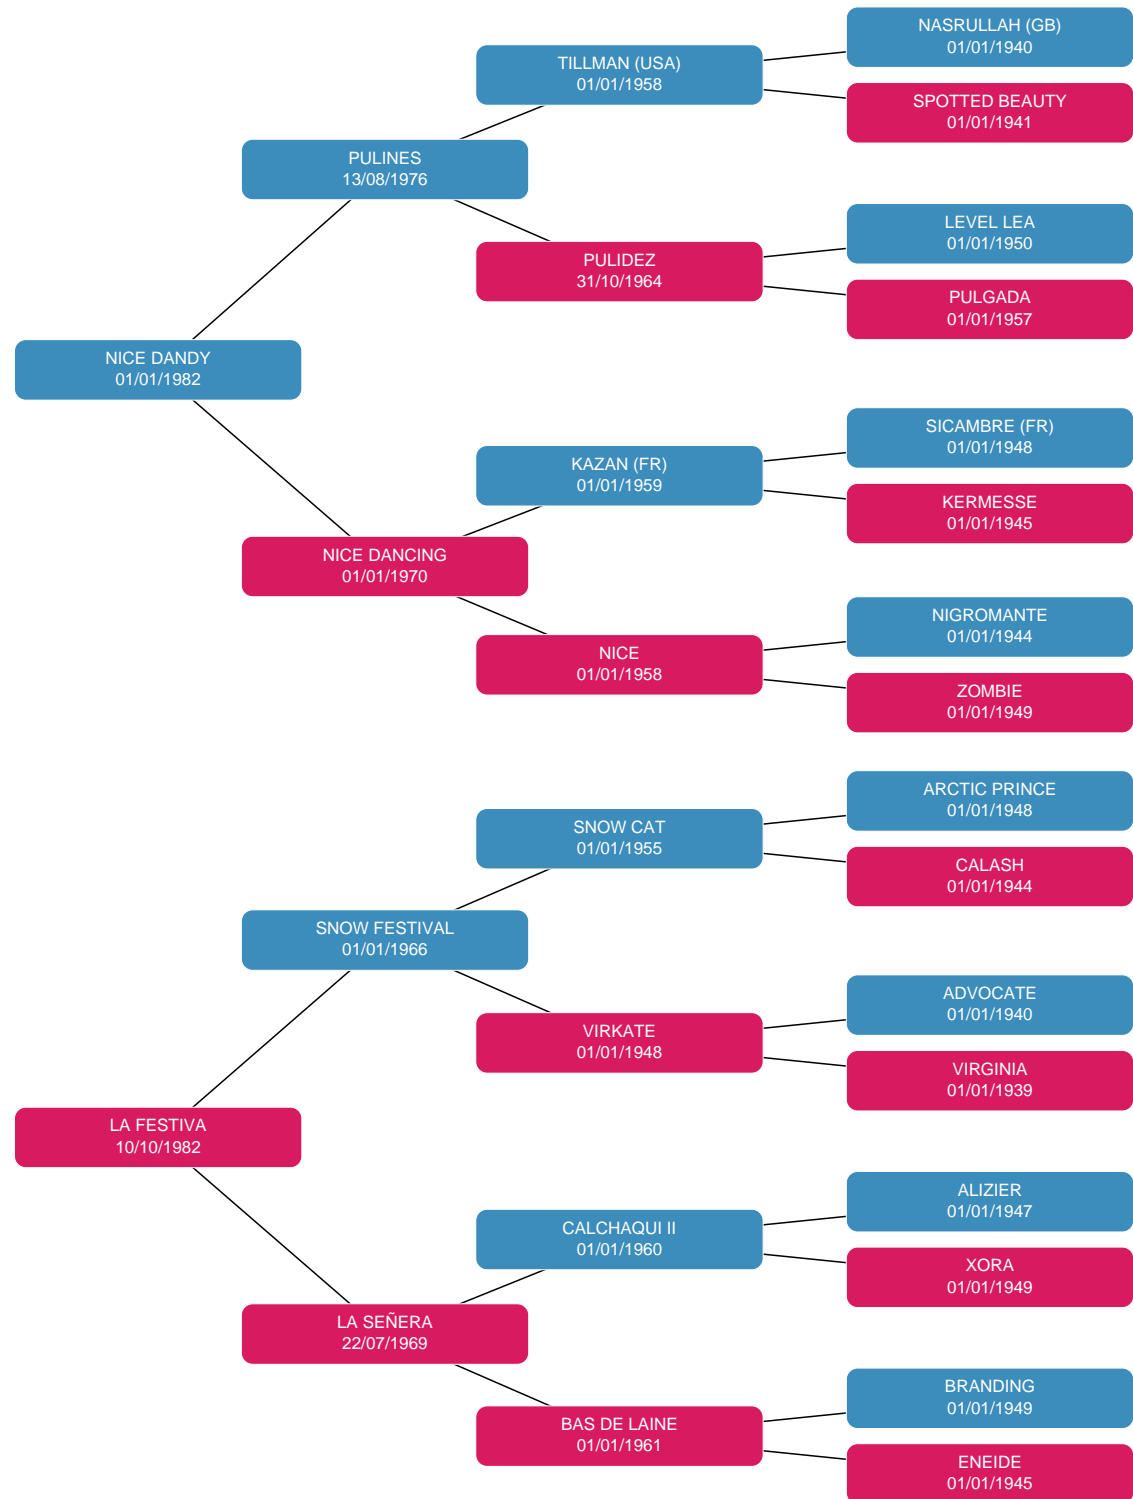 NASRULLAH (GB)
01/01/1940
TILLMAN (USA)
01/01/1958
SPOTTED BEAUTY
01/01/1941
PULINES
13/08/1976
LEVEL LEA
01/01/1950
PULIDEZ
31/10/1964
PULGADA
01/01/1957
NICE DANDY
01/01/1982
SICAMBRE (FR)
01/01/1948
KAZAN (FR)
01/01/1959
KERMESSE
01/01/1945
NICE DANCING
01/01/1970
NIGROMANTE
01/01/1944
NICE
01/01/1958
ZOMBIE
01/01/1949
ARCTIC PRINCE
01/01/1948
SNOW CAT
01/01/1955
CALASH
01/01/1944
SNOW FESTIVAL
01/01/1966
ADVOCATE
01/01/1940
VIRKATE
01/01/1948
VIRGINIA
01/01/1939
LA FESTIVA
10/10/1982
ALIZIER
01/01/1947
CALCHAQUI II
01/01/1960
XORA
01/01/1949
LA SEÑERA
22/07/1969
BRANDING
01/01/1949
BAS DE LAINE
01/01/1961
ENEIDE
01/01/1945